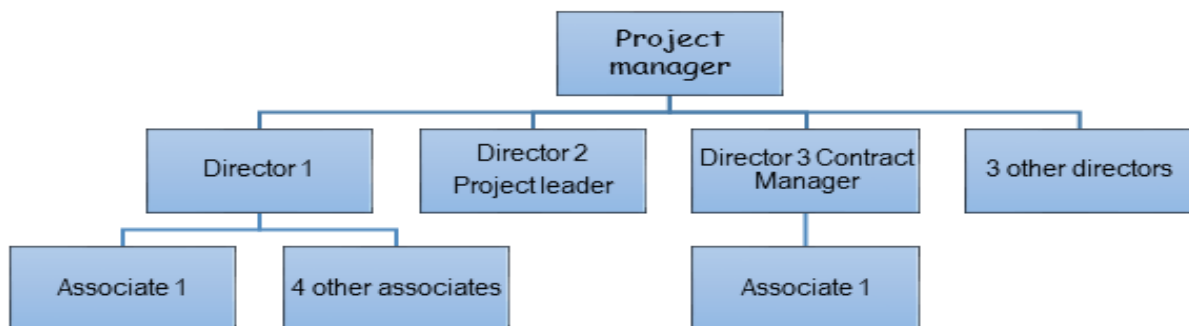 Project
manager
Director 1
Director 2
Project leader
Director 3 Contract
Manager
3 other directors
Associate 1
4 other associates
Associate 1